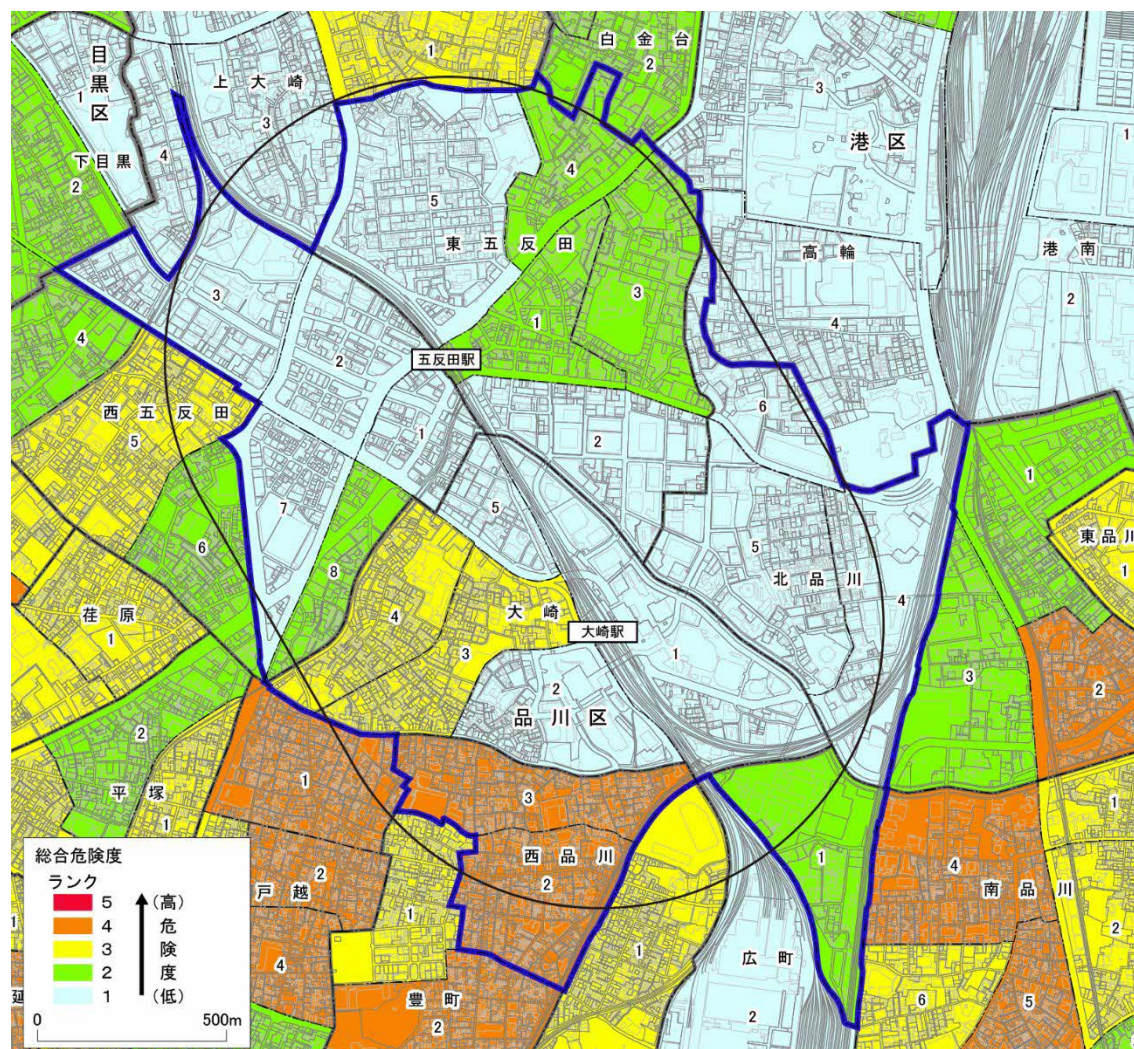 1
白金台
2
目黒区
1
上大崎
3
3
1
港区
4
下目黒
2
4
5
東五反田
3
高輪
港南
3
4
2
4
1
2
五反田駅
西五反田
5
6
1
2
1
5
7
東品川
1
6
8
5
北品川
荏原
1
4
大崎
3
大崎駅
4
1
3
2
2
品川区
2
平塚
1
1
3
1
西品川
1
4
南品川
戸越
2
2
1
1
2
広町
4
豊町
2
2
6
5
延
1
総合危険度
ランク
5 (高)
4 危
3 険
2 度
1 (低)
0 500m